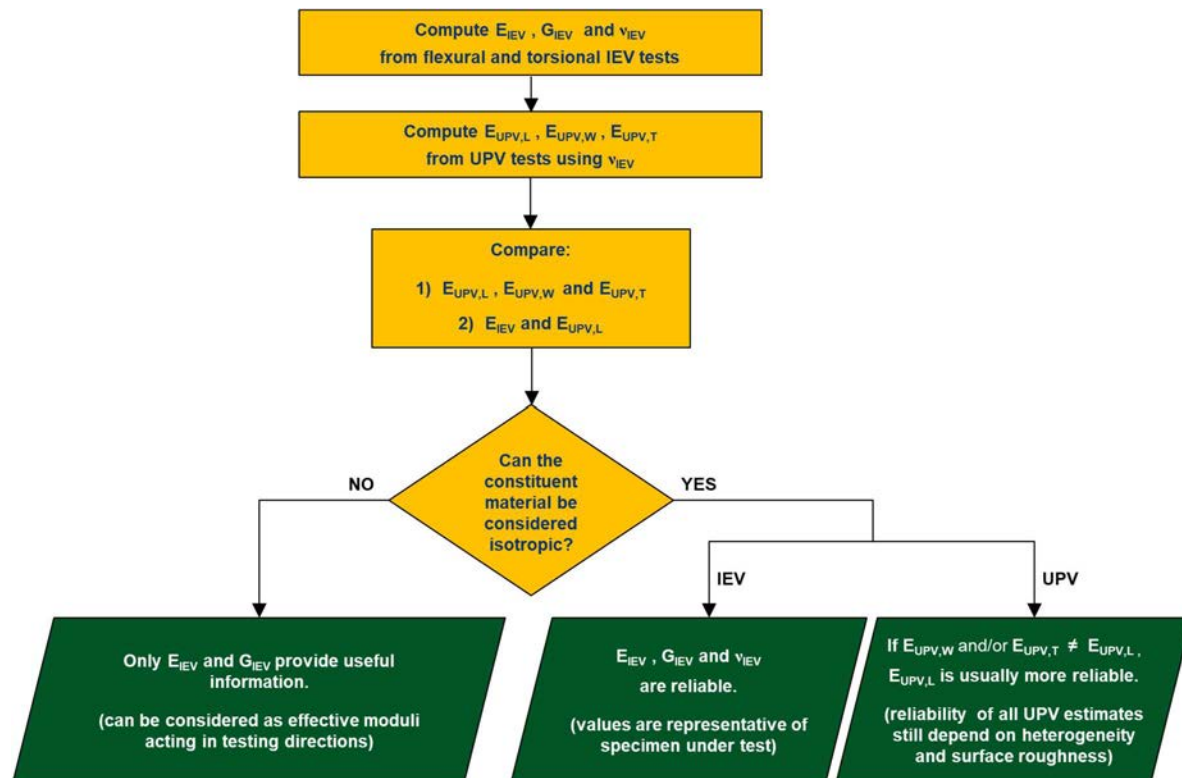 Compute E_IEV , G_IEV and ν_IEV
from flexural and torsional IEV tests
Compute E_UPV,L , E_UPV,W , E_UPV,T
from UPV tests using ν_IEV
Compare:
1) E_UPV,L , E_UPV,W and E_UPV,T
2) E_IEV and E_UPV,L
Can the
constituent
material be
considered
isotropic?
NO
YES
IEV
UPV
Only E_IEV and G_IEV provide useful
information.
(can be considered as effective moduli
acting in testing directions)
E_IEV , G_IEV and ν_IEV
are reliable.
(values are representative of
specimen under test)
If E_UPV,W and/or E_UPV,T ≠ E_UPV,L ,
E_UPV,L is usually more reliable.
(reliability of all UPV estimates
still depend on heterogeneity
and surface roughness)